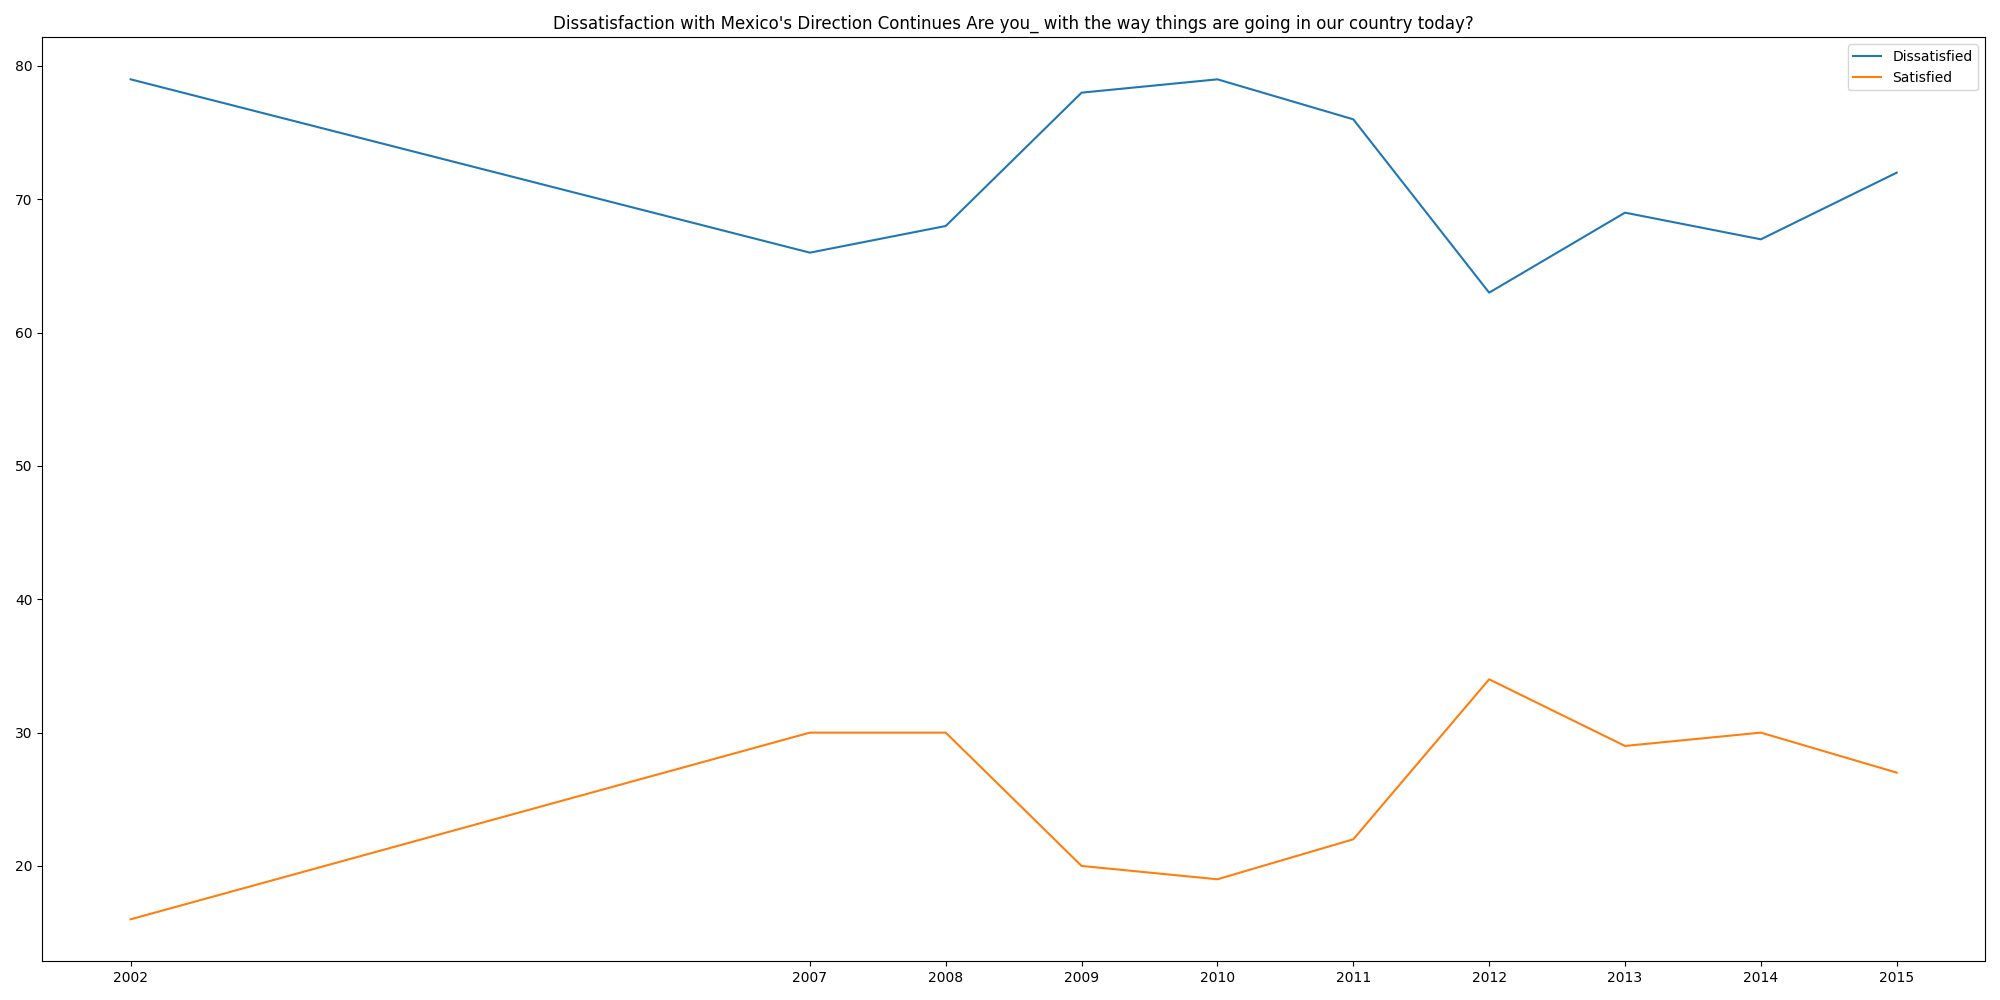 Dissatisfaction with Mexico's Direction Continues Are you_ with the way things are going in our country today?
Dissatisfied
Satisfied
80
70
60
50
40
30
20
2002 2007 2008 2009 2010 2011 2012 2013 2014 2015